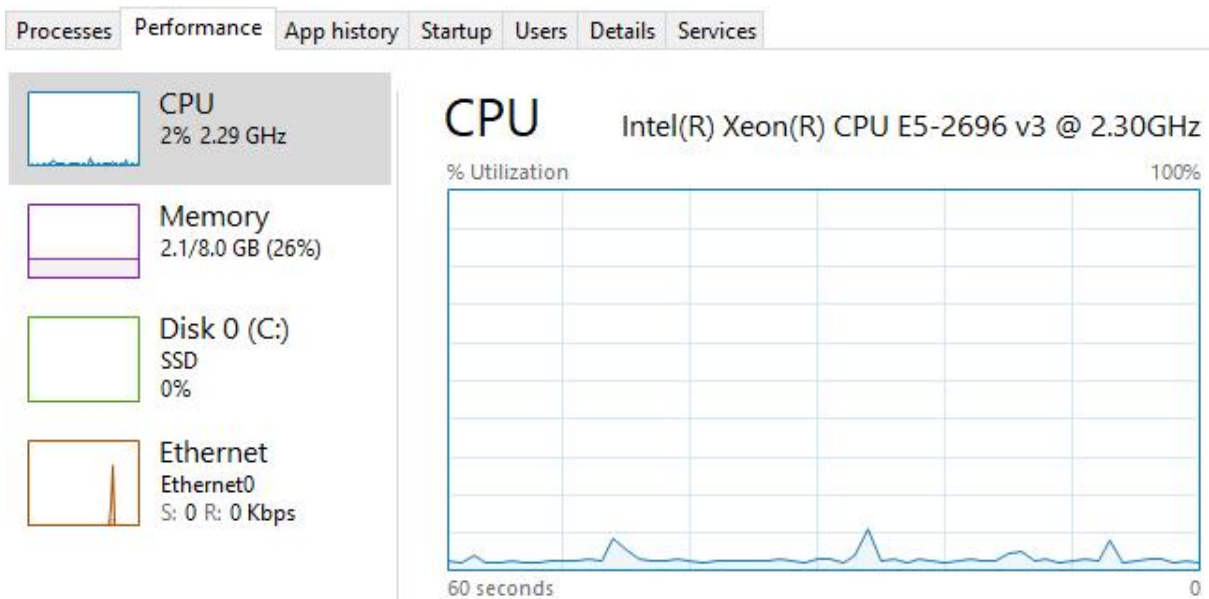 Processes Performance App history Startup Users Details Services
CPU
2% 2.29 GHz
Memory
2.1/8.0 GB (26%)
Disk 0 (C:)
SSD
0%
Ethernet
Ethernet0
S: 0 R: 0 Kbps
CPU Intel(R) Xeon(R) CPU E5-2696 v3 @ 2.30GHz
% Utilization 100%
60 seconds 0